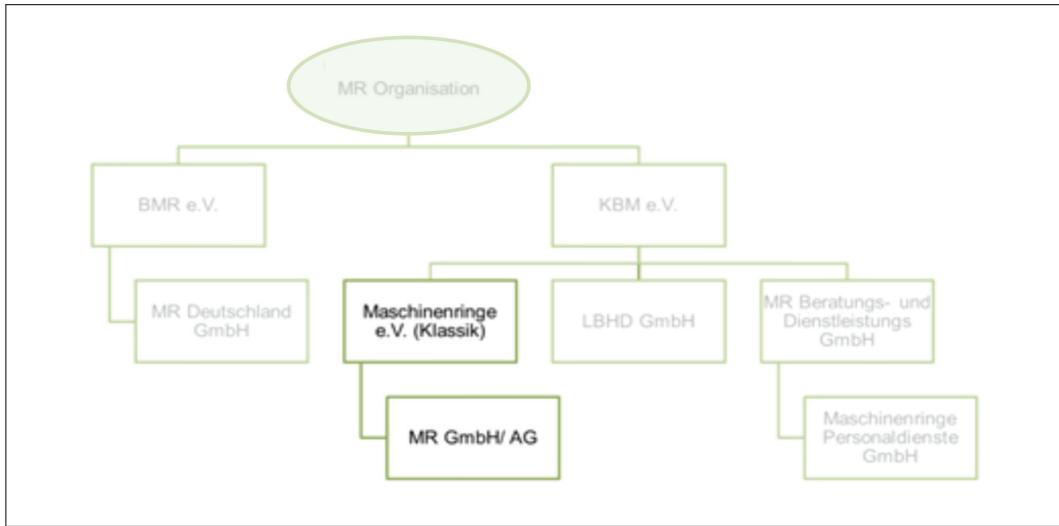 MR Organisation
BMR e.V.
KBM e.V.
MR Deutschland
GmbH
Maschinenringe
e.V. (Klassik)
LBHD GmbH
MR Beratungs- und
Dienstleistungs
GmbH
MR GmbH/ AG
Maschinenringe
Personaldienste
GmbH